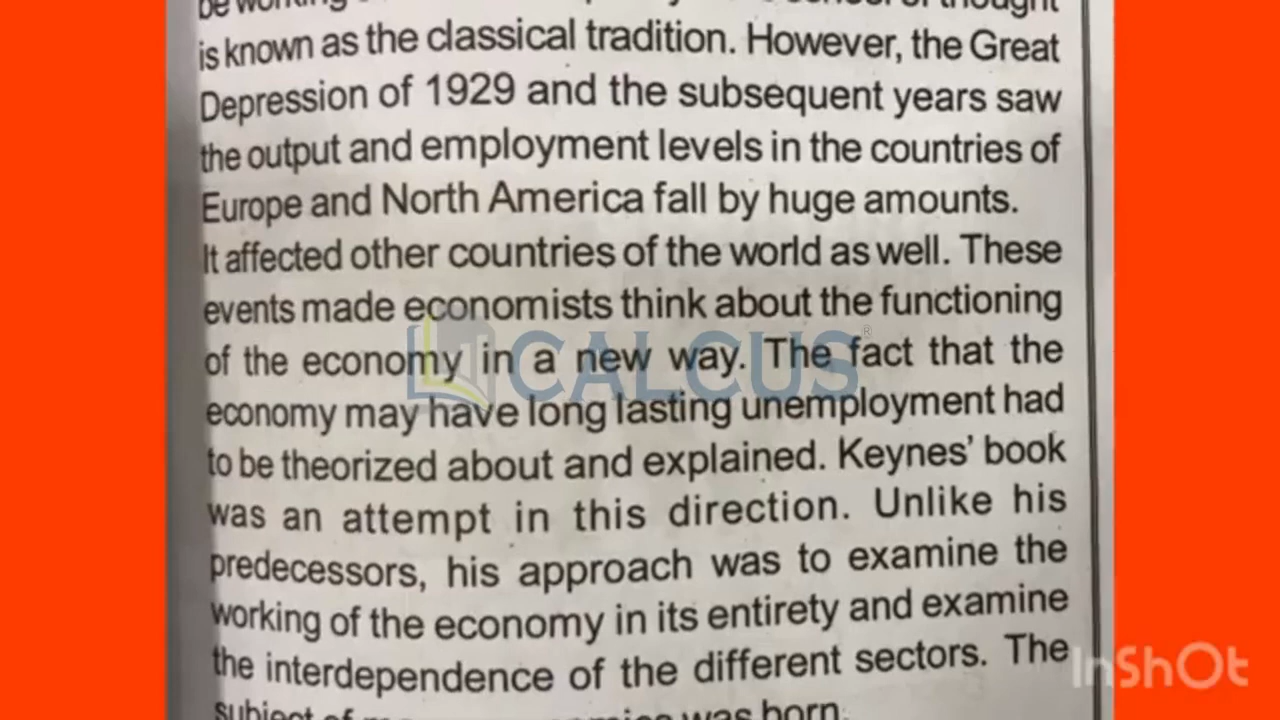 is known as the classical tradition. However, the Great
Depression of 1929 and the subsequent years saw
the output and employment levels in the countries of
Europe and North America fall by huge amounts.
It affected other countries of the world as well. These
events made economists think about the functioning
of the economy in a new way. The fact that the
economy may have long lasting unemployment had
to be theorized about and explained. Keynes' book
was an attempt in this direction. Unlike his
predecessors, his approach was to examine the
working of the economy in its entirety and examine
the interdependence of the different sectors. The
subject of was born.
CALCUS®
InShOt